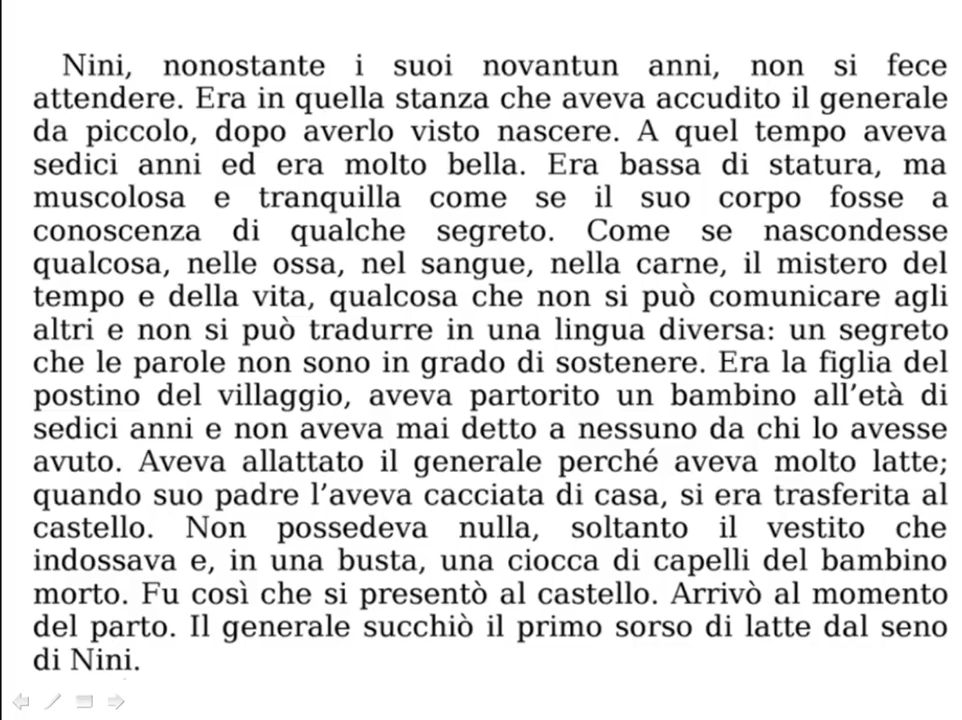 Nini, nonostante i suoi novantun anni, non si fece
attendere. Era in quella stanza che aveva accudito il generale
da piccolo, dopo averlo visto nascere. A quel tempo aveva
sedici anni ed era molto bella. Era bassa di statura, ma
muscolosa e tranquilla come se il suo corpo fosse a
conoscenza di qualche segreto. Come se nascondesse
qualcosa, nelle ossa, nel sangue, nella carne, il mistero del
tempo e della vita, qualcosa che non si può comunicare agli
altri e non si può tradurre in una lingua diversa: un segreto
che le parole non sono in grado di sostenere. Era la figlia del
postino del villaggio, aveva partorito un bambino all’età di
sedici anni e non aveva mai detto a nessuno da chi lo avesse
avuto. Aveva allattato il generale perché aveva molto latte;
quando suo padre l’aveva cacciata di casa, si era trasferita al
castello. Non possedeva nulla, soltanto il vestito che
indossava e, in una busta, una ciocca di capelli del bambino
morto. Fu così che si presentò al castello. Arrivò al momento
del parto. Il generale succhiò il primo sorso di latte dal seno
di Nini.